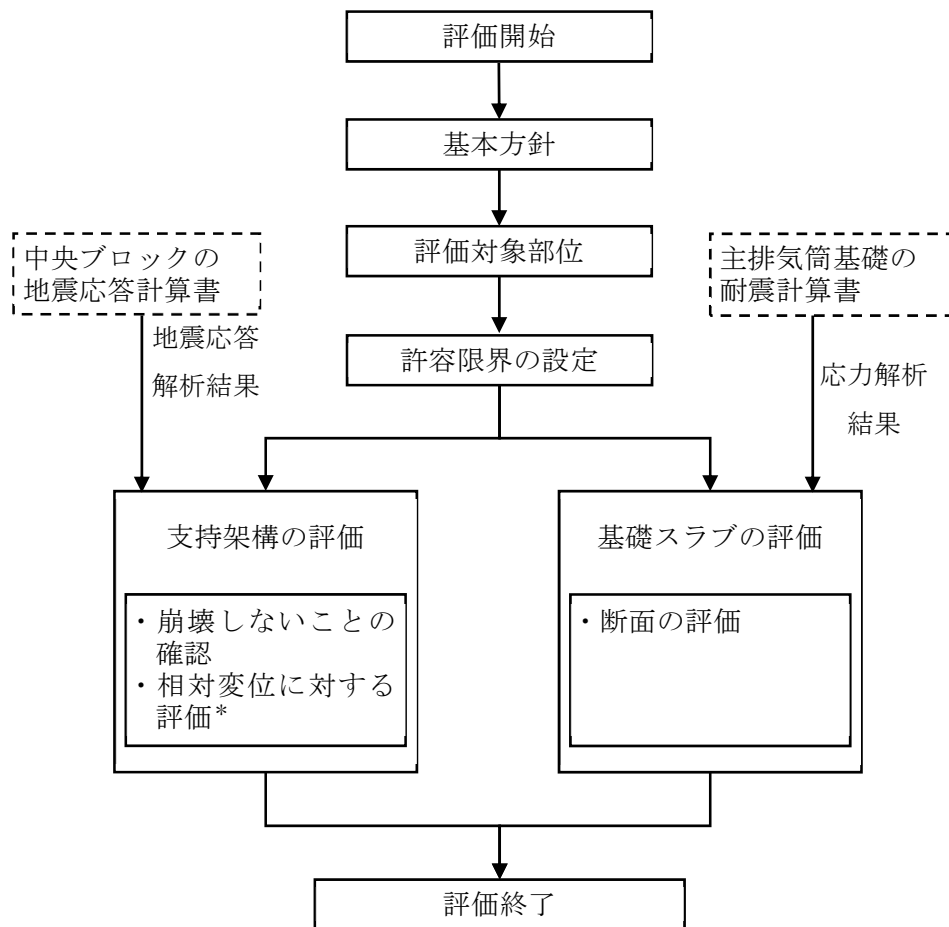 評価開始
基本方針
評価対象部位
中央ブロックの
地震応答計算書
主排気筒基礎の
耐震計算書
地震応答
解析結果
許容限界の設定
応力解析
結果
支持架構の評価
・崩壊しないことの
確認
・相対変位に対する
評価*
基礎スラブの評価
・断面の評価
評価終了